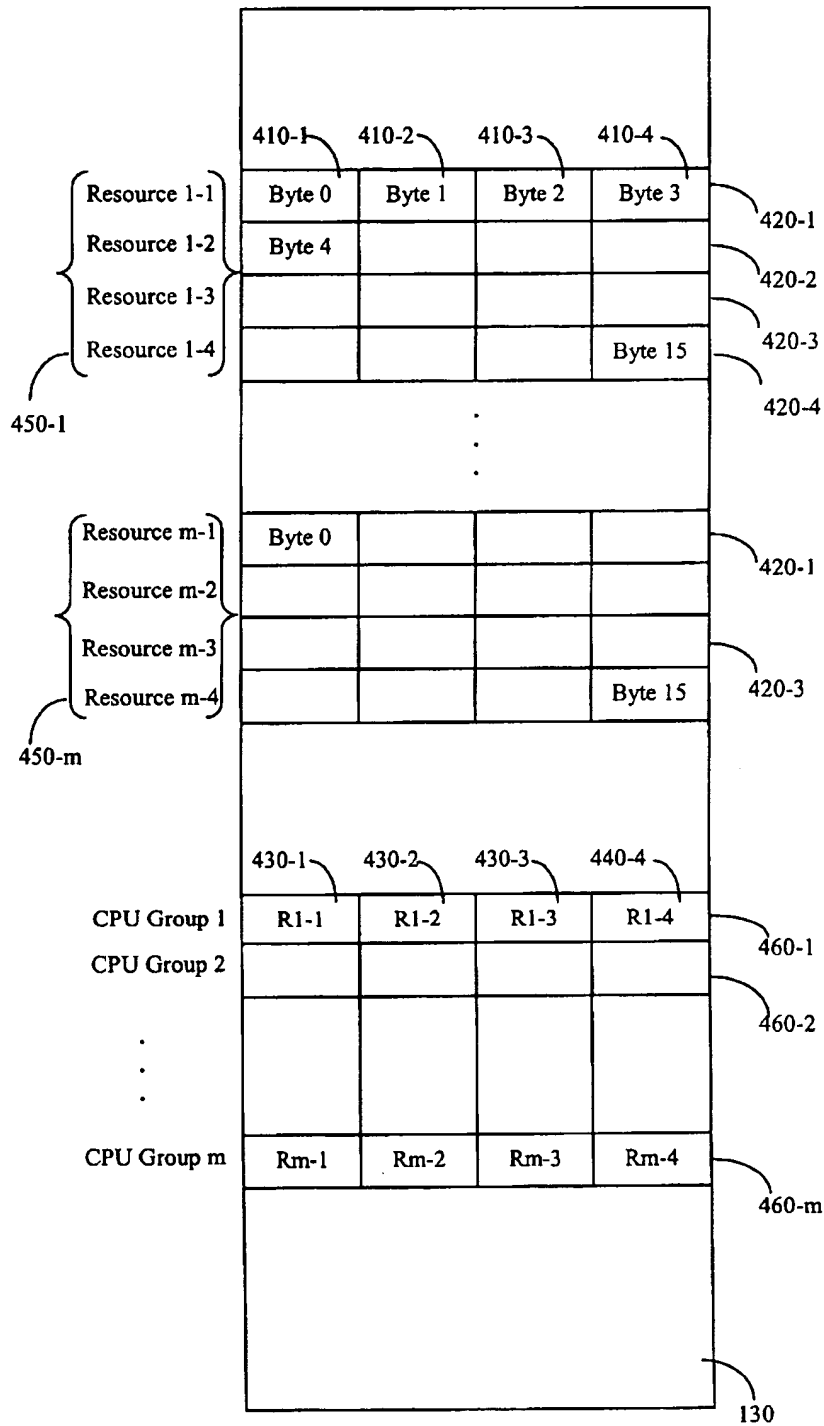 410-1 410-2 410-3 410-4
Resource 1-1 Byte 0 Byte 1 Byte 2 Byte 3
420-1
Resource 1-2 Byte 4
420-2
Resource 1-3
420-3
Resource 1-4 Byte 15
420-4
450-1
Resource m-1 Byte 0
420-1
Resource m-2
Resource m-3
420-3
Resource m-4 Byte 15
450-m
430-1 430-2 430-3 440-4
CPU Group 1 R1-1 R1-2 R1-3 R1-4
460-1
CPU Group 2
460-2
CPU Group m Rm-1 Rm-2 Rm-3 Rm-4
460-m
130